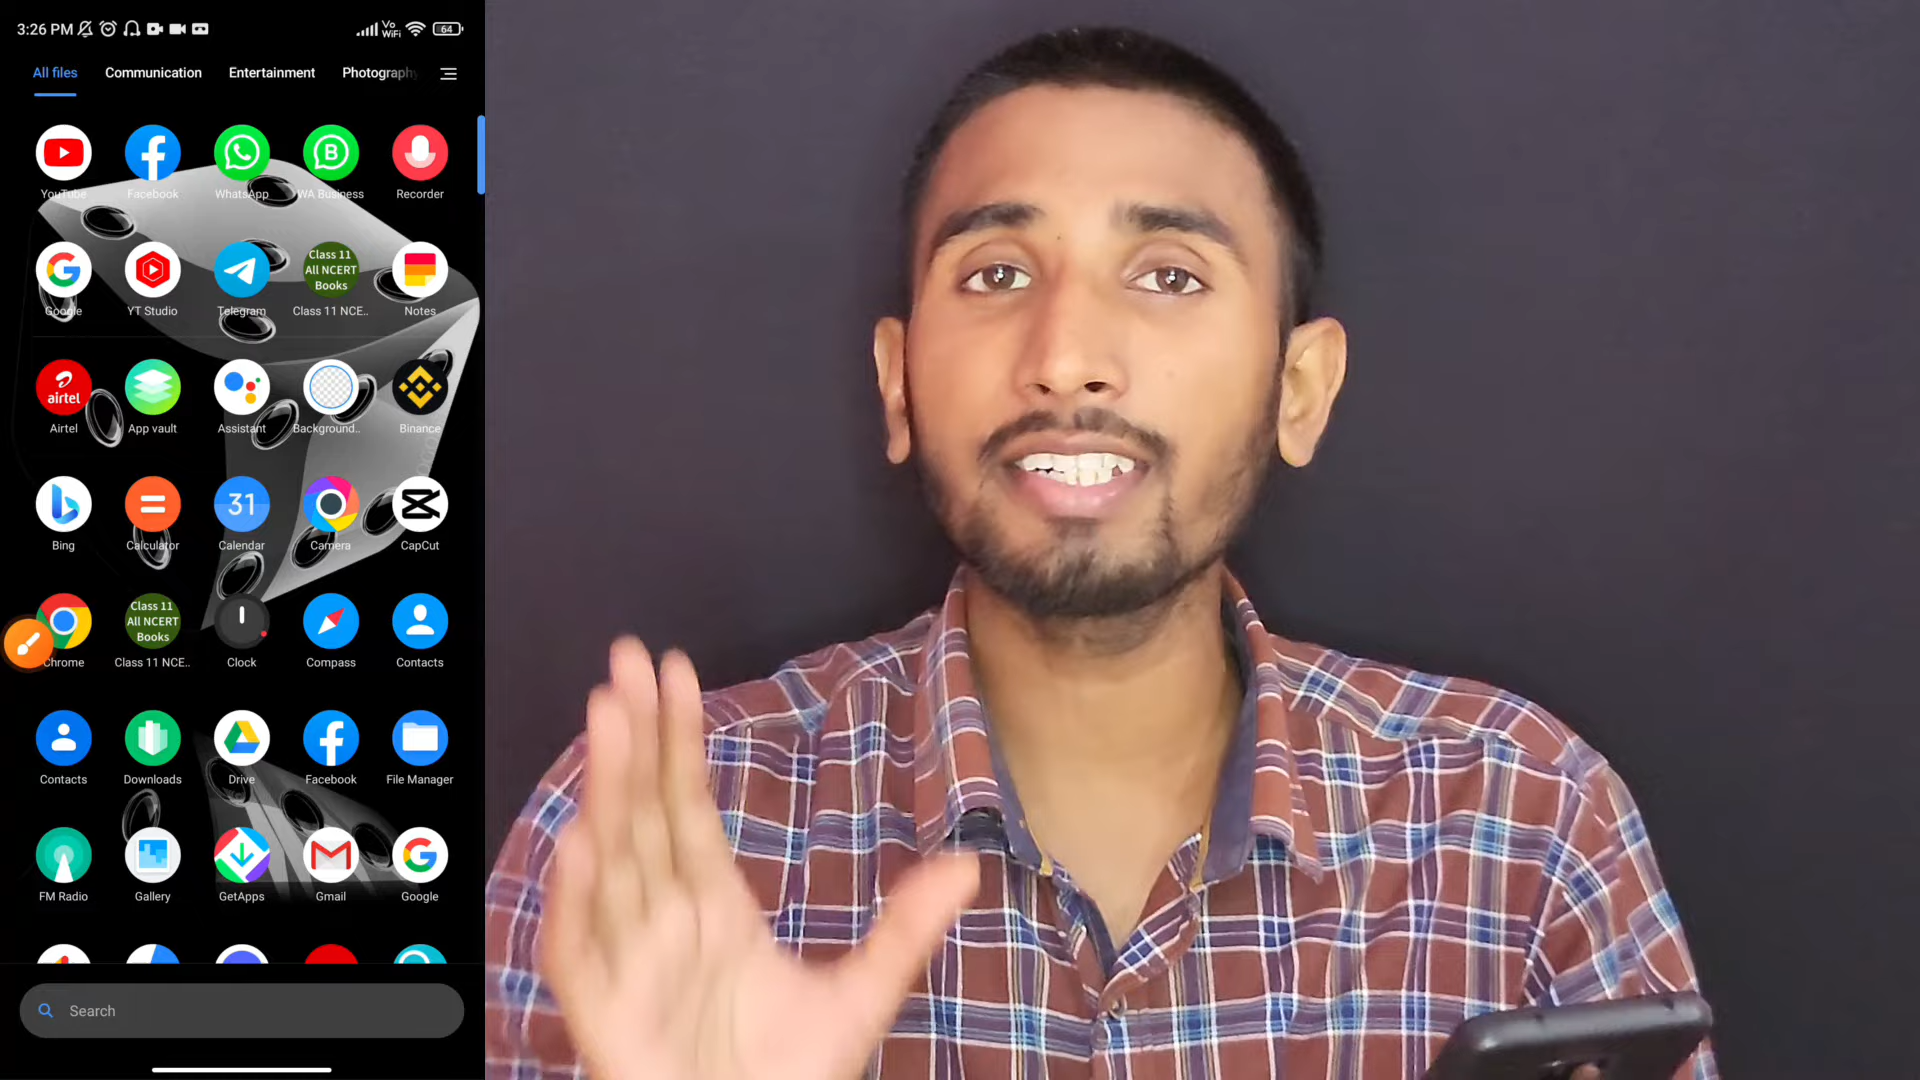 3:26 PM
Vo
WiFi
64
All files Communication Entertainment Photography
YouTube Facebook WhatsApp WA Business Recorder
Class 11
All NCERT
Books
Google YT Studio Telegram Class 11 NCE.. Notes
airtel
Airtel App vault Assistant Background.. Binance
31
Bing Calculator Calendar Camera CapCut
Class 11
All NCERT
Books
Chrome Class 11 NCE.. Clock Compass Contacts
Contacts Downloads Drive Facebook File Manager
FM Radio Gallery GetApps Gmail Google
Search